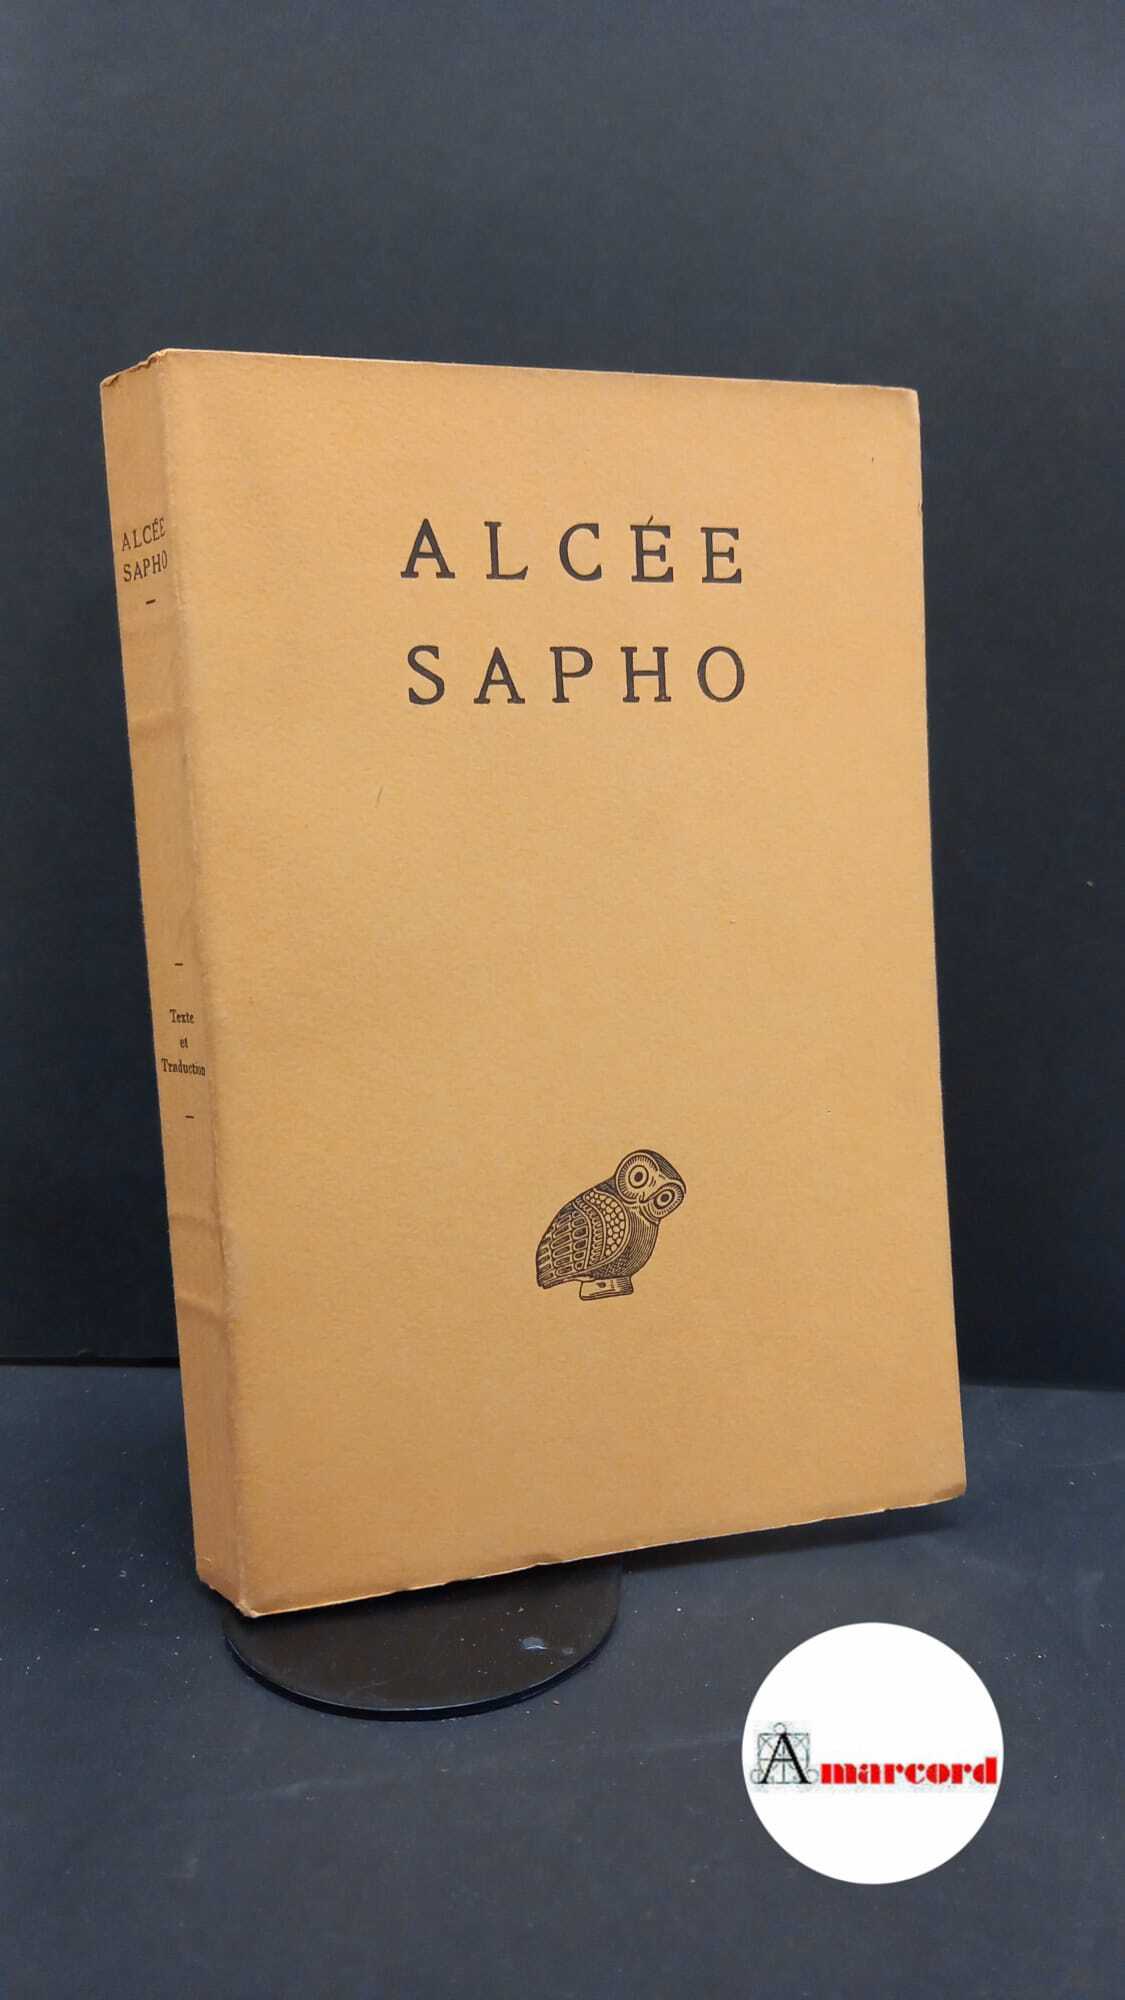 ALCÉE
SAPHO
ALCÉE
SAPHO
Texte
et
Traduction
Amarcord